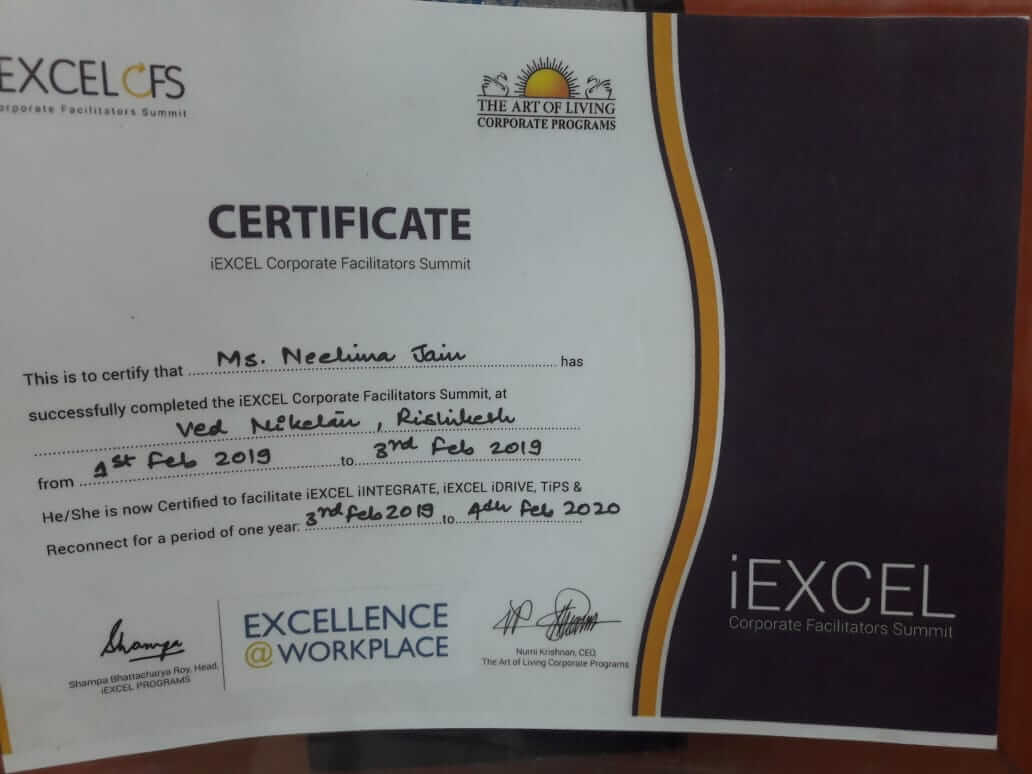 EXCEL CFS
orporate Facilitators Summit
THE ART OF LIVING
CORPORATE PROGRAMS
CERTIFICATE
iEXCEL Corporate Facilitators Summit
This is to certify that Ms. Neelima Jain has
successfully completed the iEXCEL Corporate Facilitators Summit, at
Ved Niketan, Rishikesh
from 1st Feb 2019 to 3rd Feb 2019
He/She is now Certified to facilitate iEXCEL iINTEGRATE, iEXCEL iDRIVE, TiPS &
Reconnect for a period of one year. 3rd Feb 2019 to 4th Feb 2020
Shampa
Shampa Bhattacharya Roy, Head,
iEXCEL PROGRAMS
EXCELLENCE
@ WORKPLACE
Numi Krishnan, CEO,
The Art of Living Corporate Programs
iEXCEL
Corporate Facilitators Summit